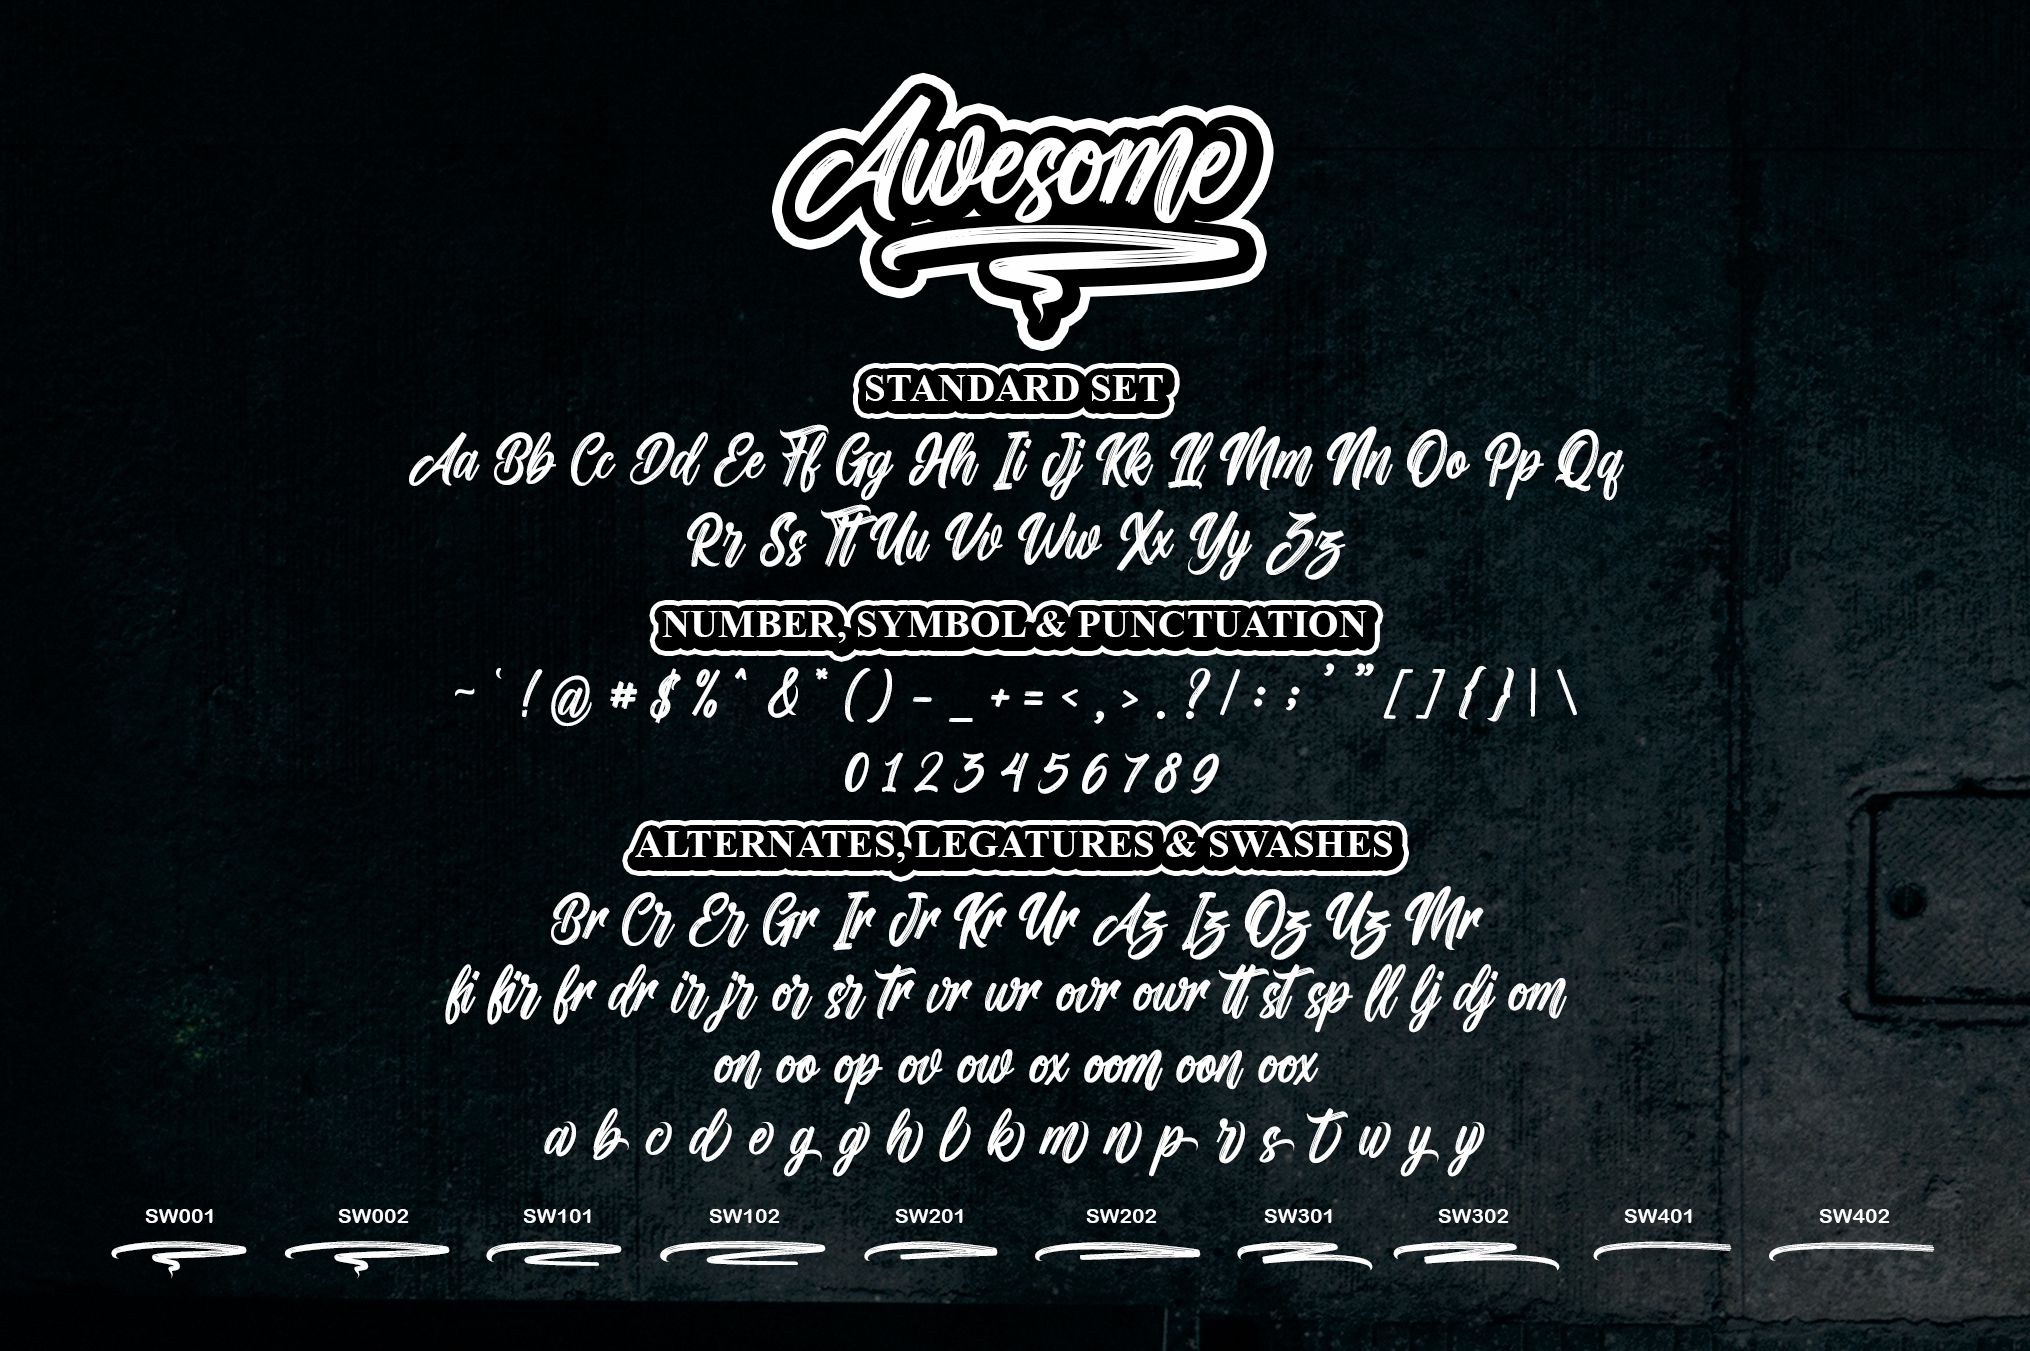 Awesome
STANDARD SET
Aa Bb Cc Dd Ee Ff Gg Hh Ii Jj Kk Ll Mm Nn Oo Pp Qq
Rr Ss Tt Uu Vv Ww Xx Yy Zz
NUMBER, SYMBOL & PUNCTUATION
~ ‘ ! @ # $ % ^ & * ( ) - _ + = < , > . ? / : ; ’ ” [ ] { } | \
0 1 2 3 4 5 6 7 8 9
ALTERNATES, LEGATURES & SWASHES
Br Cr Er Gr Ir Jr Kr Ur Az Iz Oz Uz Mr
fi fir fr dr ir jr or sr tr vr wr ovr owr tt st sp ll lj dj om
on oo op ov ow ox oom oon oox
a b c d e g g h l k m n p r s t w y y
SW001 SW002 SW101 SW102 SW201 SW202 SW301 SW302 SW401 SW402